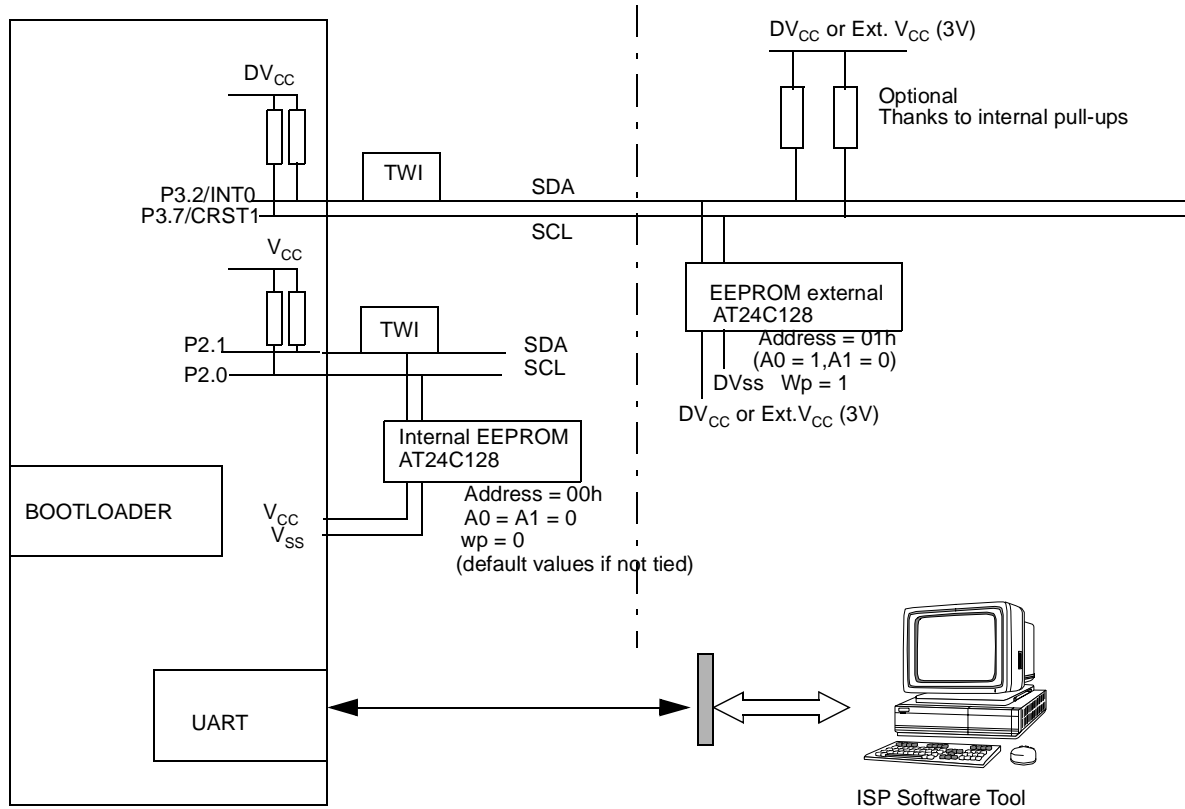 DVCC or Ext. VCC (3V)
DVCC
Optional
Thanks to internal pull-ups
TWI
P3.2/INT0
SDA
P3.7/CRST1
SCL
VCC
EEPROM external
AT24C128
TWI
Address = 01h
P2.1
SDA
(A0 = 1,A1 = 0)
P2.0
SCL
DVss Wp = 1
DVCC or Ext.VCC (3V)
Internal EEPROM
AT24C128
Address = 00h
BOOTLOADER
VCC
A0 = A1 = 0
VSS
wp = 0
(default values if not tied)
UART
ISP Software Tool